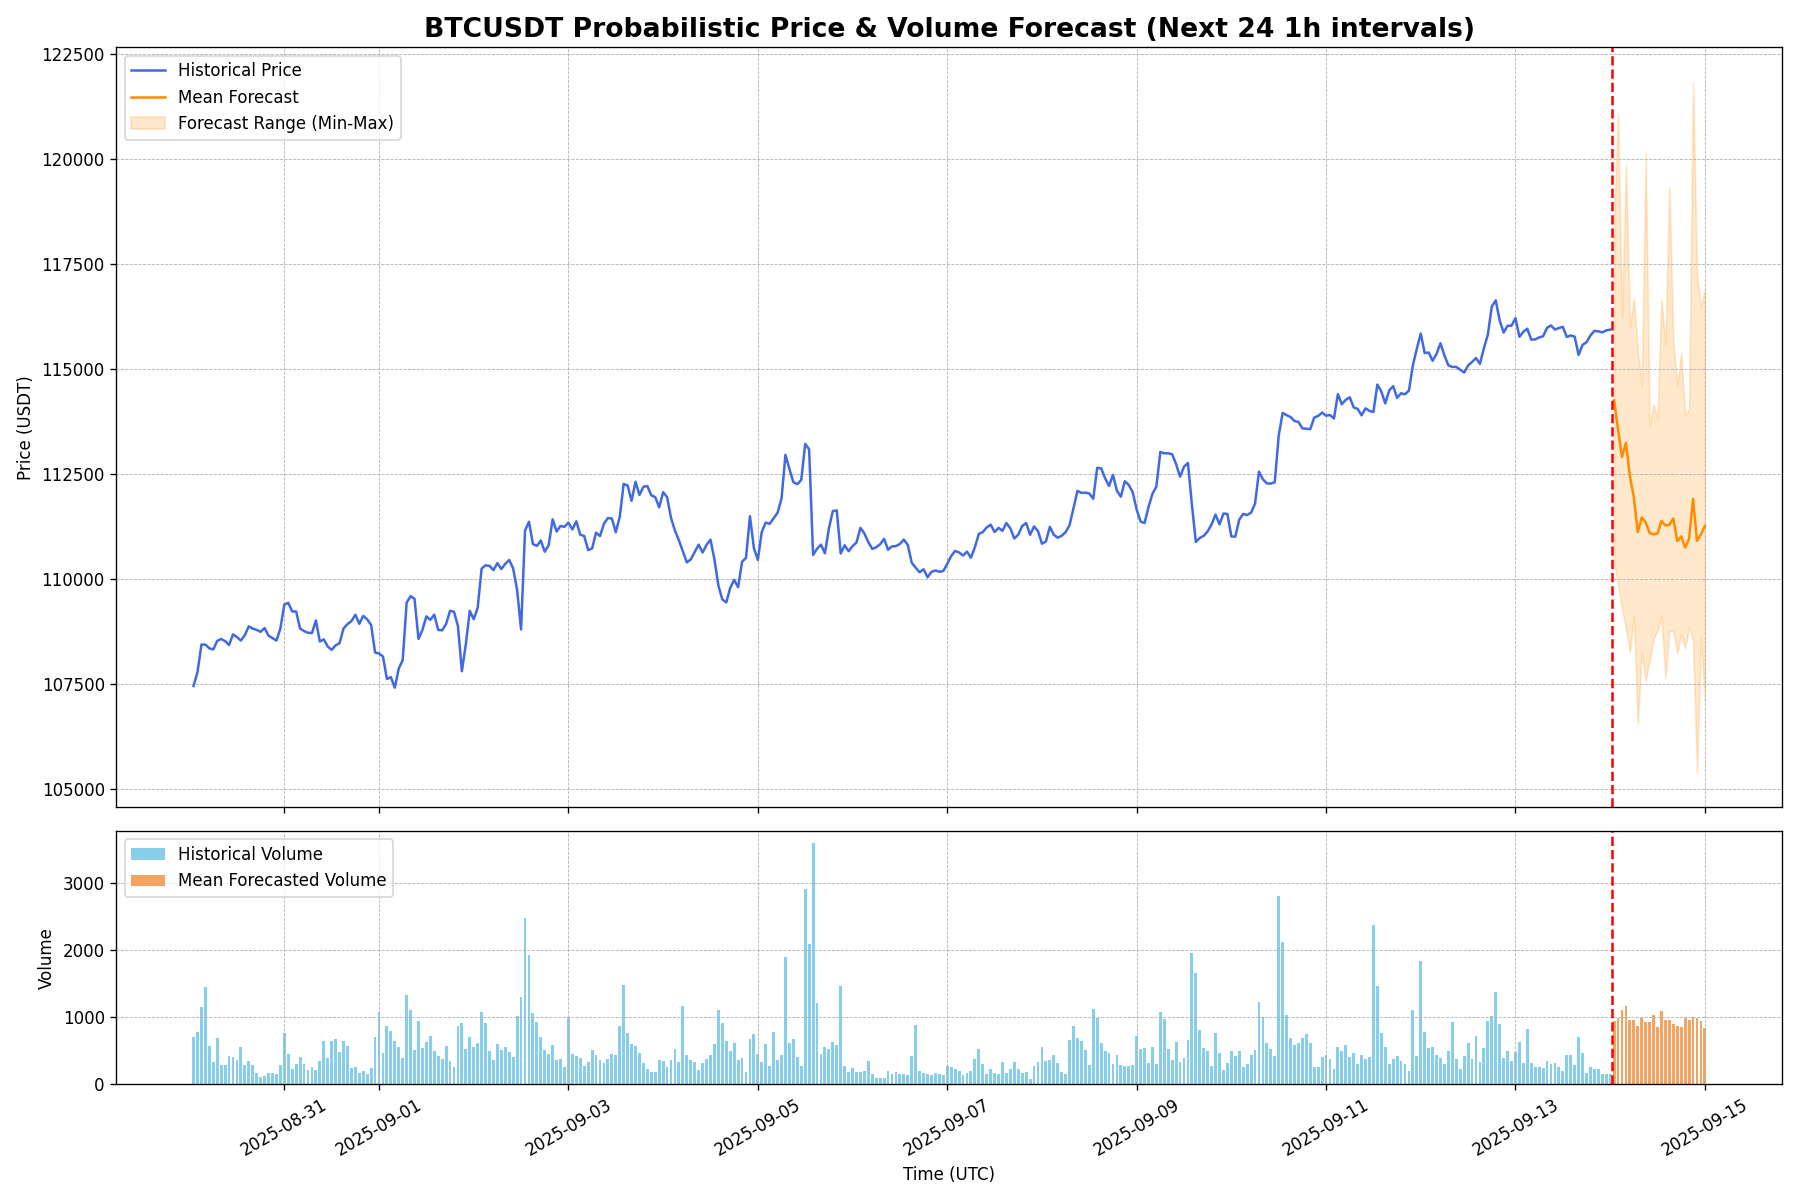 BTCUSDT Probabilistic Price & Volume Forecast (Next 24 1h intervals)
Historical Price
Mean Forecast
Forecast Range (Min-Max)
Price (USDT)
122500
120000
117500
115000
112500
110000
107500
105000
Historical Volume
Mean Forecasted Volume
Volume
3000
2000
1000
0
2025-08-31
2025-09-01
2025-09-03
2025-09-05
2025-09-07
2025-09-09
2025-09-11
2025-09-13
2025-09-15
Time (UTC)